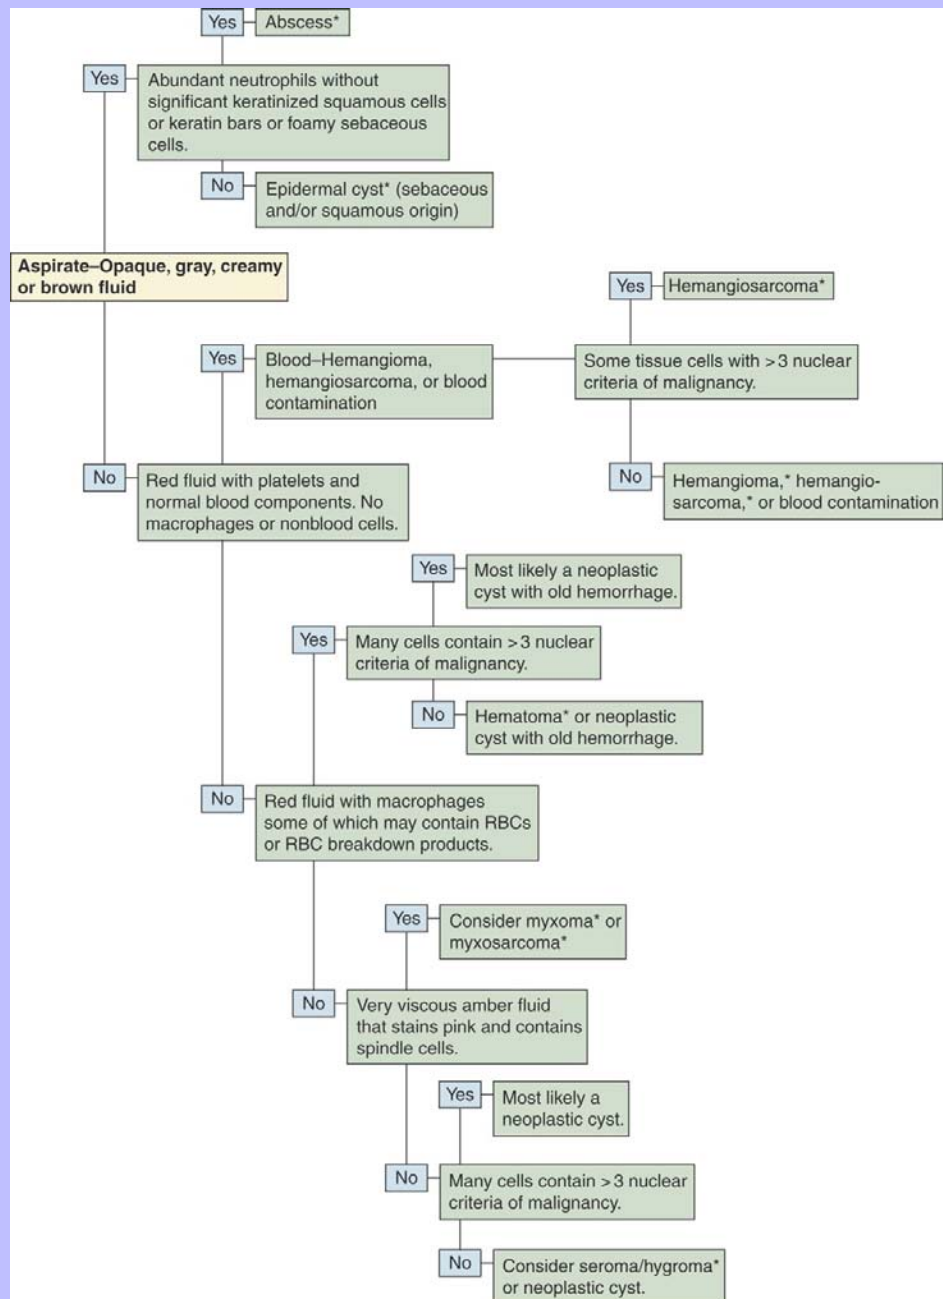 Yes
Abscess*
Yes
Abundant neutrophils without
significant keratinized squamous cells
or keratin bars or foamy sebaceous
cells.
No
Epidermal cyst* (sebaceous
and/or squamous origin)
Aspirate–Opaque, gray, creamy
or brown fluid
Yes
Hemangiosarcoma*
Yes
Blood–Hemangioma,
hemangiosarcoma, or blood
contamination
Some tissue cells with >3 nuclear
criteria of malignancy.
No
Red fluid with platelets and
normal blood components. No
macrophages or nonblood cells.
No
Hemangioma,* hemangio-
sarcoma,* or blood contamination
Yes
Most likely a neoplastic
cyst with old hemorrhage.
Yes
Many cells contain >3 nuclear
criteria of malignancy.
No
Hematoma* or neoplastic
cyst with old hemorrhage.
No
Red fluid with macrophages
some of which may contain RBCs
or RBC breakdown products.
Yes
Consider myxoma* or
myxosarcoma*
No
Very viscous amber fluid
that stains pink and contains
spindle cells.
Yes
Most likely a
neoplastic cyst.
No
Many cells contain >3 nuclear
criteria of malignancy.
No
Consider seroma/hygroma*
or neoplastic cyst.